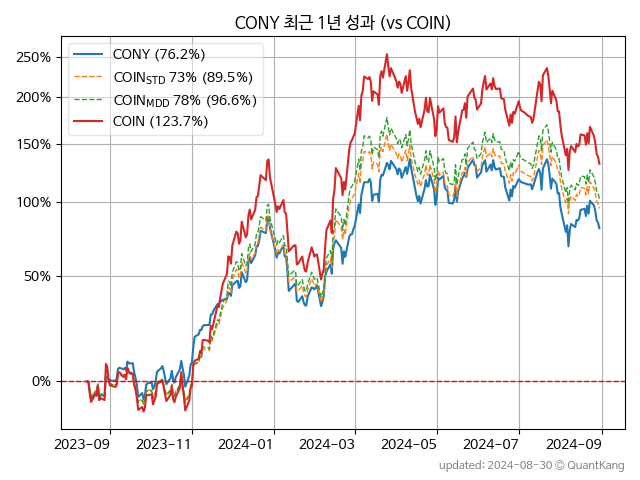 CONY 최근 1년 성과 (vs COIN)
250%
200%
150%
100%
50%
0%
CONY (76.2%)
COIN_STD 73% (89.5%)
COIN_MDD 78% (96.6%)
COIN (123.7%)
2023-09 2023-11 2024-01 2024-03 2024-05 2024-07 2024-09
updated: 2024-08-30 © QuantKang